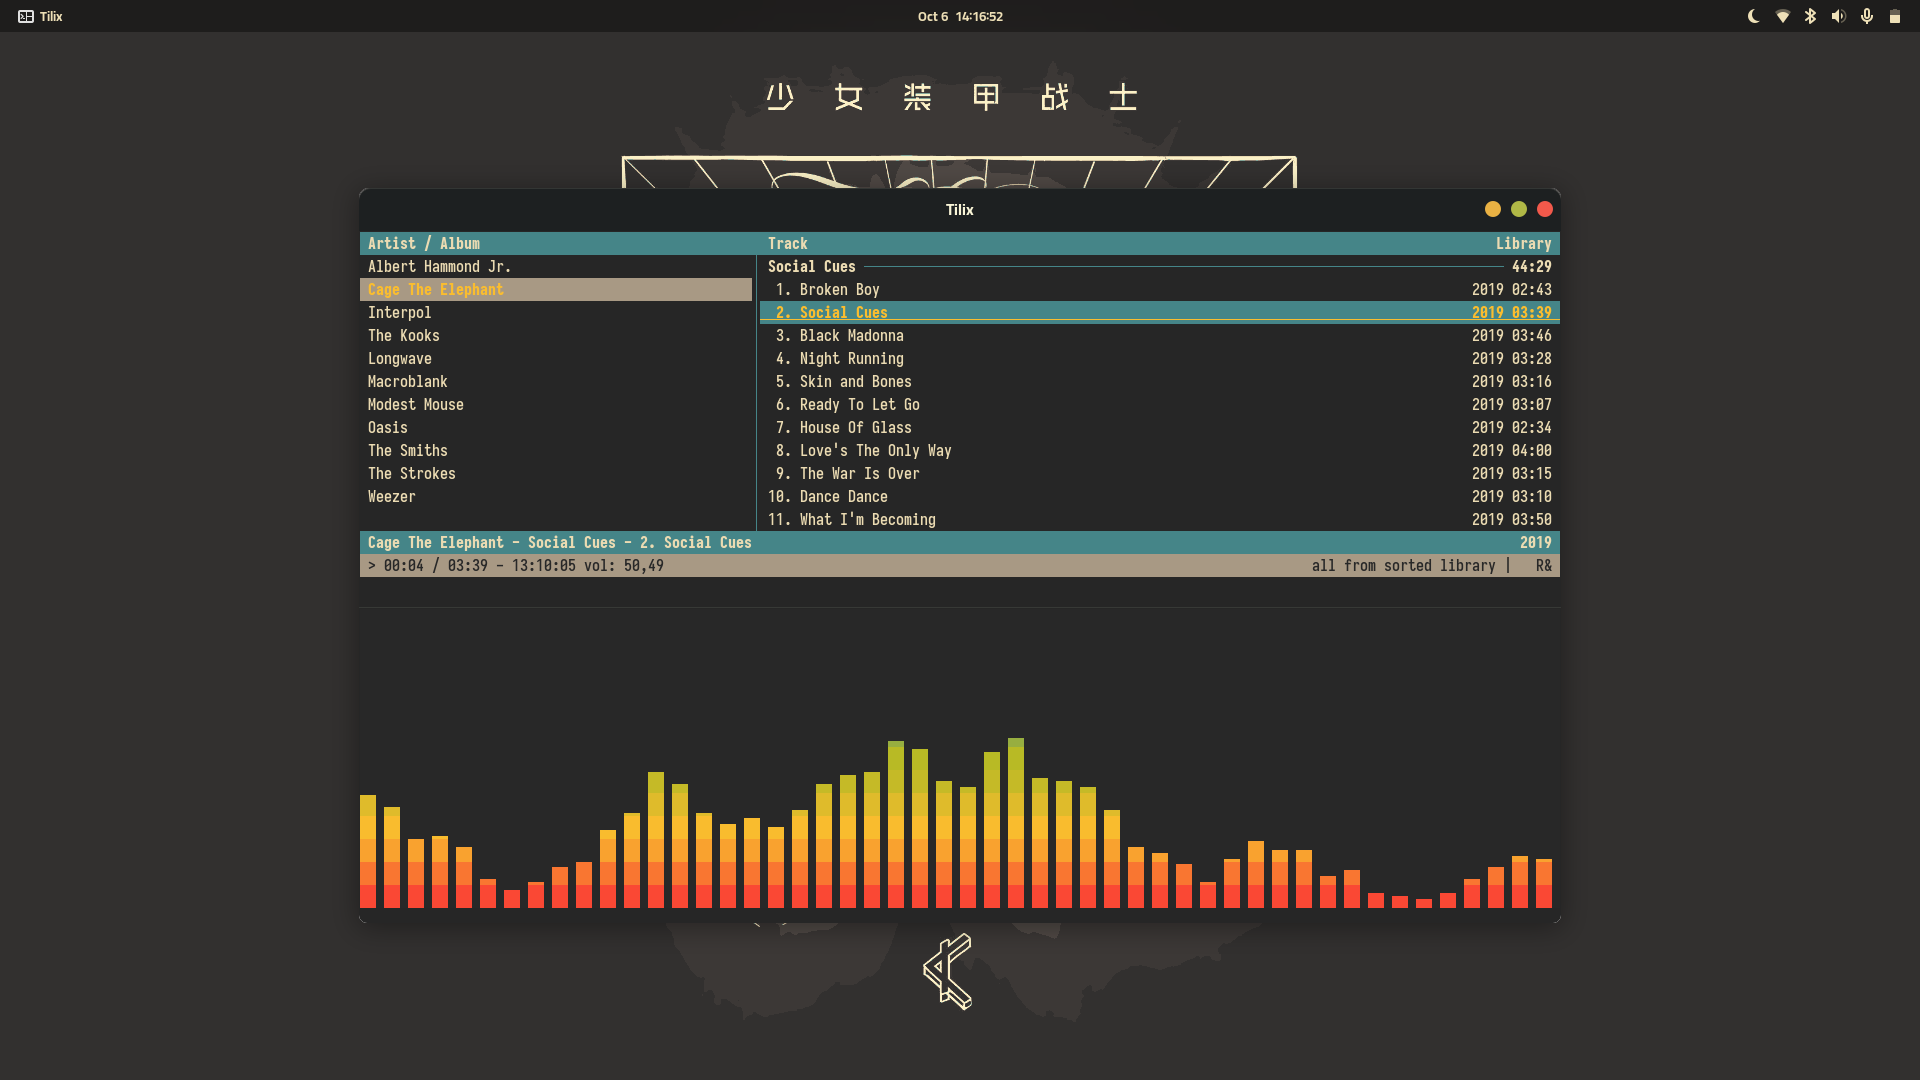 Tilix
Oct 6 14:16:52
少女装甲战士
Tilix
Artist / Album Track Library
Albert Hammond Jr. Social Cues 44:29
Cage The Elephant 1. Broken Boy 2019 02:43
Interpol 2. Social Cues 2019 03:39
The Kooks 3. Black Madonna 2019 03:46
Longwave 4. Night Running 2019 03:28
Macroblank 5. Skin and Bones 2019 03:16
Modest Mouse 6. Ready To Let Go 2019 03:07
Oasis 7. House Of Glass 2019 02:34
The Smiths 8. Love's The Only Way 2019 04:00
The Strokes 9. The War Is Over 2019 03:15
Weezer 10. Dance Dance 2019 03:10
11. What I'm Becoming 2019 03:50
Cage The Elephant - Social Cues - 2. Social Cues 2019
> 00:04 / 03:39 - 13:10:05 vol: 50,49 all from sorted library | R&